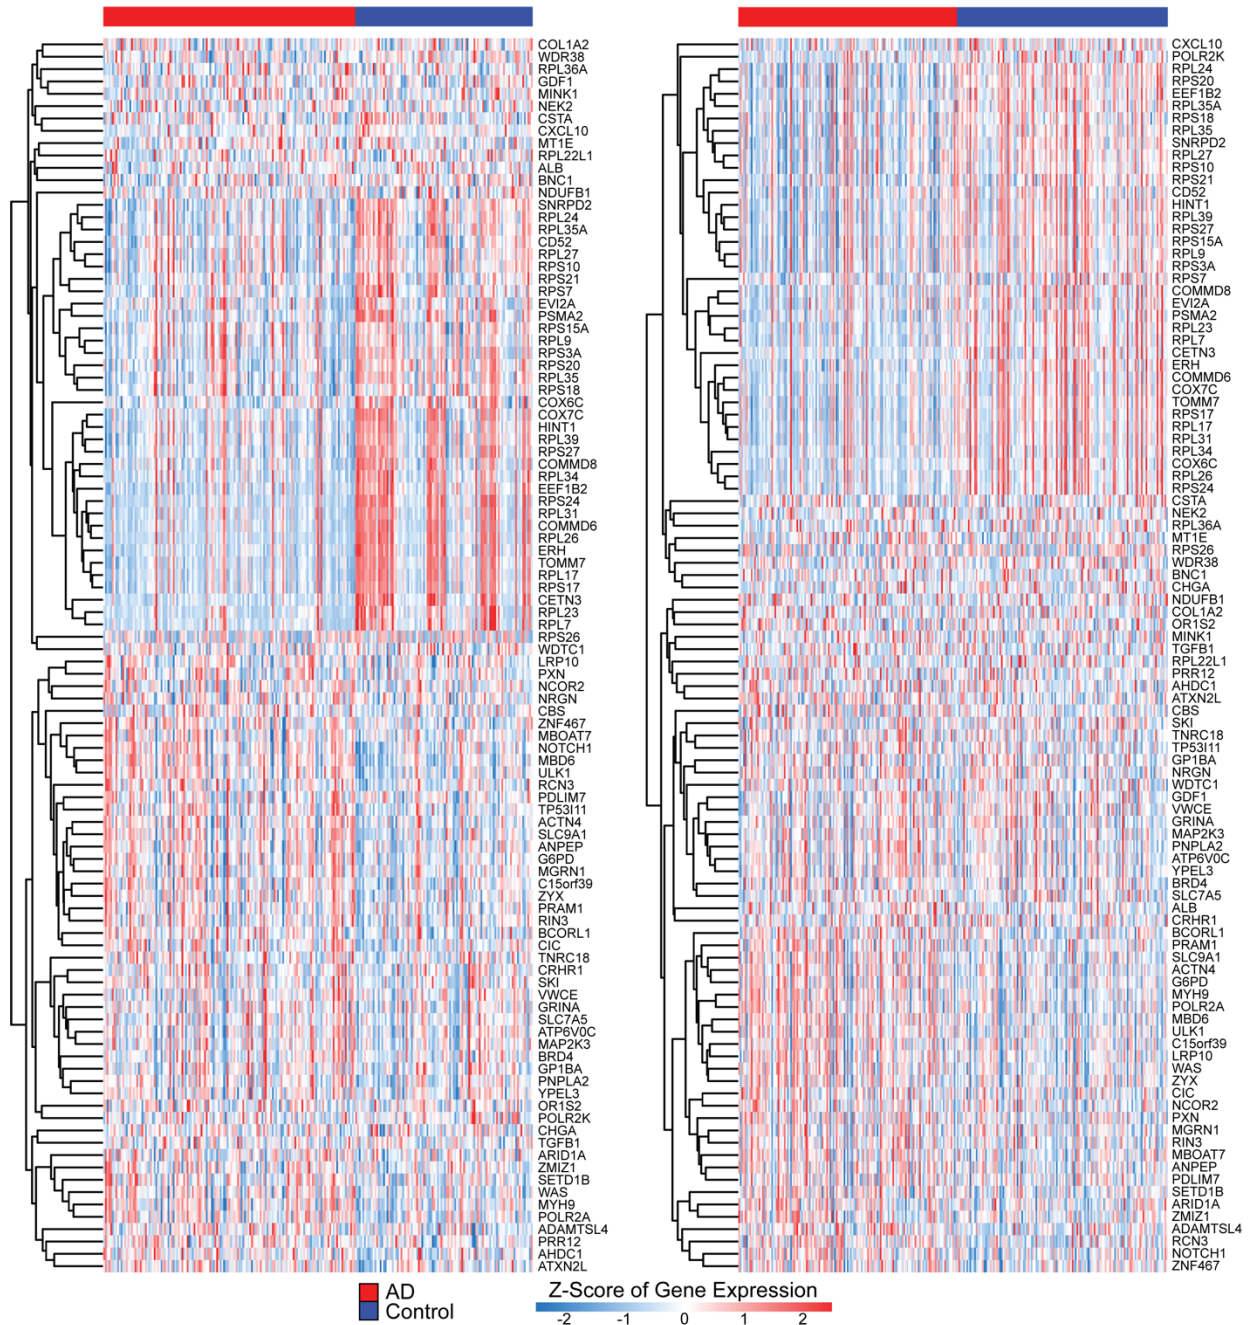 COL1A2
WDR38
RPL36A
GDF1
MINK1
NEK2
CSTA
CXCL10
MT1E
RPL22L1
ALB
BNC1
NDUFB1
SNRPD2
RPL24
RPL35A
CD52
RPL27
RPS10
RPS21
RPS7
EVI2A
PSMA2
RPS15A
RPL9
RPS3A
RPS20
RPL35
RPS18
COX6C
COX7C
HINT1
RPL39
RPS27
COMMD8
RPL34
EEF1B2
RPS24
RPL31
COMMD6
RPL26
ERH
TOMM7
RPL17
RPS17
CETN3
RPL23
RPL7
RPS26
WDTC1
LRP10
PXN
NCOR2
NRGN
CBS
ZNF467
MBOAT7
NOTCH1
MBD6
ULK1
RCN3
PDLIM7
TP53I11
ACTN4
SLC9A1
ANPEP
G6PD
MGRN1
C15orf39
ZYX
PRAM1
RIN3
BCORL1
CIC
TNRC18
CRHR1
SKI
VWCE
GRINA
SLC7A5
ATP6V0C
MAP2K3
BRD4
GP1BA
PNPLA2
YPEL3
OR1S2
POLR2K
CHGA
TGFB1
ARID1A
ZMIZ1
SETD1B
WAS
MYH9
POLR2A
ADAMTSL4
PRR12
AHDC1
ATXN2L
CXCL10
POLR2K
RPL24
RPS20
EEF1B2
RPL35A
RPS18
RPL35
SNRPD2
RPL27
RPS10
RPS21
CD52
HINT1
RPL39
RPS27
RPS15A
RPL9
RPS3A
RPS7
COMMD8
EVI2A
PSMA2
RPL23
RPL7
CETN3
ERH
COMMD6
COX7C
TOMM7
RPS17
RPL17
RPL31
RPL34
COX6C
RPL26
RPS24
CSTA
NEK2
RPL36A
MT1E
RPS26
WDR38
BNC1
CHGA
NDUFB1
COL1A2
OR1S2
MINK1
TGFB1
RPL22L1
PRR12
AHDC1
ATXN2L
CBS
SKI
TNRC18
TP53I11
GP1BA
NRGN
WDTC1
GDF1
VWCE
GRINA
MAP2K3
PNPLA2
ATP6V0C
YPEL3
BRD4
SLC7A5
ALB
CRHR1
BCORL1
PRAM1
SLC9A1
ACTN4
G6PD
MYH9
POLR2A
MBD6
ULK1
C15orf39
LRP10
WAS
ZYX
CIC
NCOR2
PXN
MGRN1
RIN3
MBOAT7
ANPEP
PDLIM7
SETD1B
ARID1A
ZMIZ1
ADAMTSL4
RCN3
NOTCH1
ZNF467
AD
Control
Z-Score of Gene Expression
-2 -1 0 1 2